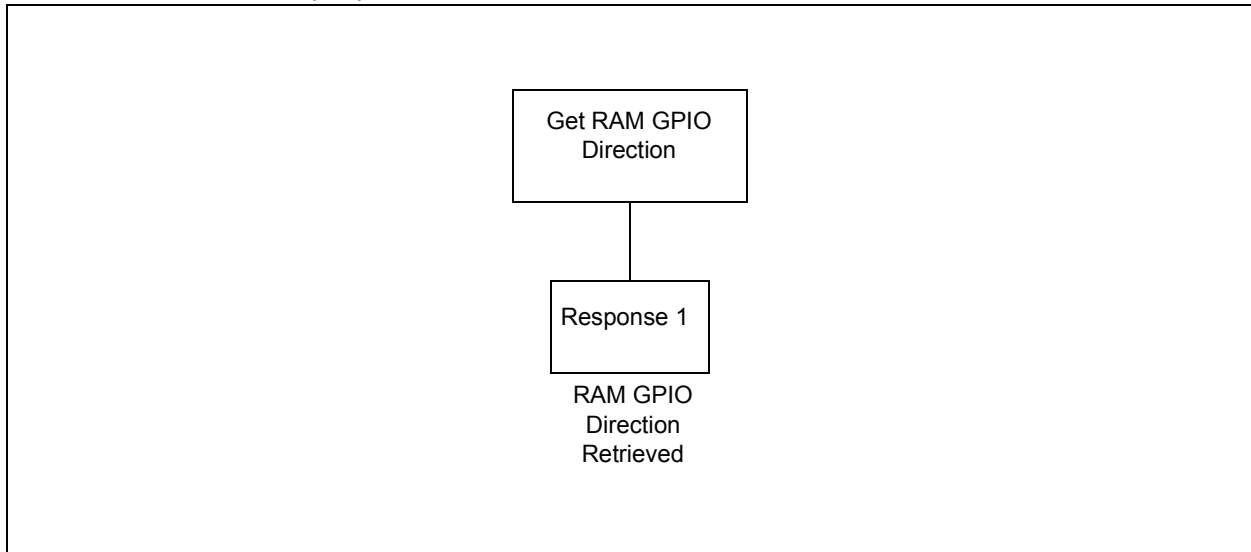 Get RAM GPIO
Direction
Response 1
RAM GPIO
Direction
Retrieved